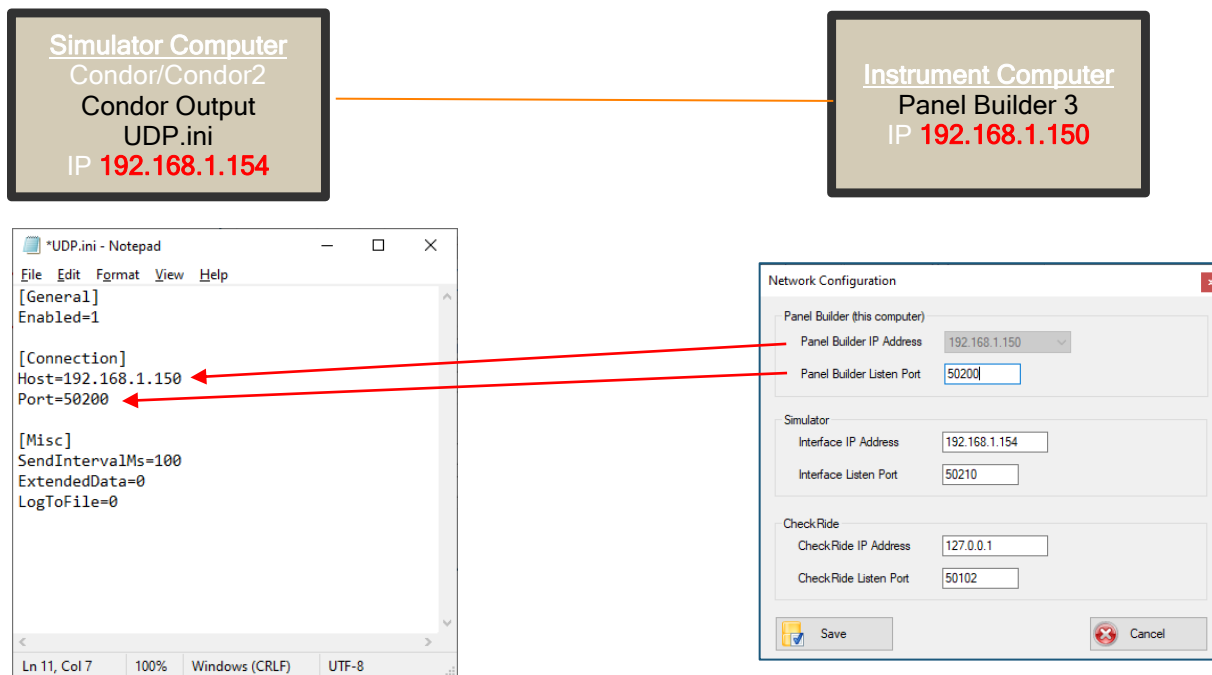 Simulator Computer
Condor/Condor2
Condor Output
UDP.ini
IP 192.168.1.154
Instrument Computer
Panel Builder 3
IP 192.168.1.150
*UDP.ini - Notepad
File Edit Format View Help
[General]
Enabled=1
[Connection]
Host=192.168.1.150
Port=50200
[Misc]
SendIntervalMs=100
ExtendedData=0
LogToFile=0
Ln 11, Col 7 100% Windows (CRLF) UTF-8
Network Configuration
Panel Builder (this computer)
Panel Builder IP Address 192.168.1.150
Panel Builder Listen Port 50200
Simulator
Interface IP Address 192.168.1.154
Interface Listen Port 50210
CheckRide
CheckRide IP Address 127.0.0.1
CheckRide Listen Port 50102
Save Cancel